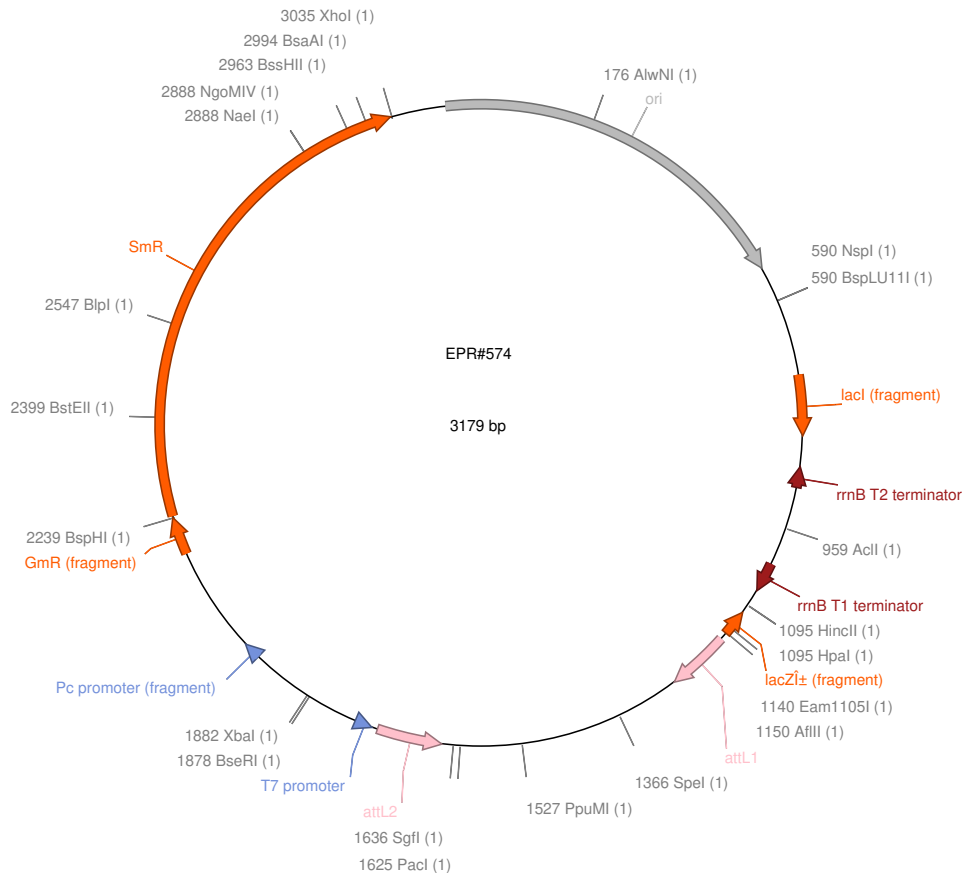 3035 XhoI (1)
2994 BsaAI (1)
2963 BssHII (1)
2888 NgoMIV (1)
2888 NaeI (1)
176 AlwNI (1)
ori
SmR
590 NspI (1)
590 BspLU11I (1)
2547 BlpI (1)
EPR#574
lacI (fragment)
2399 BstEII (1)
3179 bp
rrnB T2 terminator
2239 BspHI (1)
GmR (fragment)
959 AclI (1)
rrnB T1 terminator
1095 HincII (1)
1095 HpaI (1)
lacZÎ± (fragment)
Pc promoter (fragment)
1140 Eam1105I (1)
1150 AflII (1)
1882 XbaI (1)
1878 BseRI (1)
attL1
T7 promoter
1366 SpeI (1)
1527 PpuMI (1)
attL2
1636 SgfI (1)
1625 PacI (1)